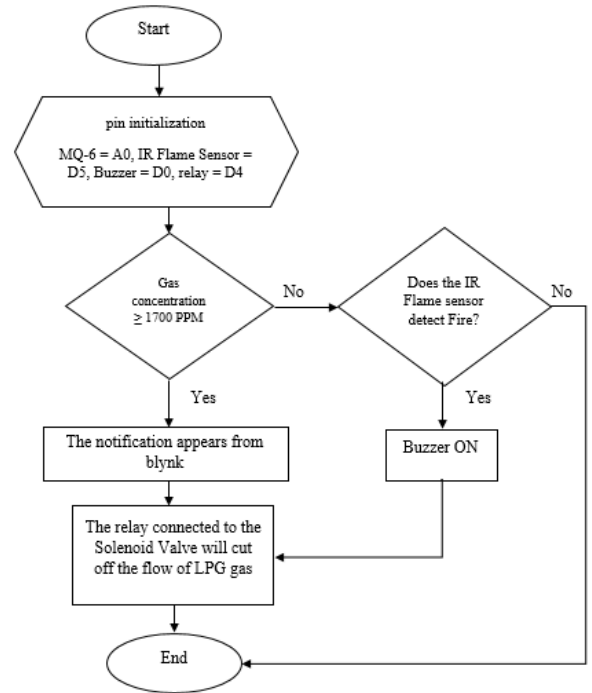 Start
pin initialization
MQ-6 = A0, IR Flame Sensor =
D5, Buzzer = D0, relay = D4
Gas
concentration
≥ 1700 PPM
No
Does the IR
Flame sensor
detect Fire?
No
Yes
Yes
The notification appears from
blynk
Buzzer ON
The relay connected to the
Solenoid Valve will cut
off the flow of LPG gas
End